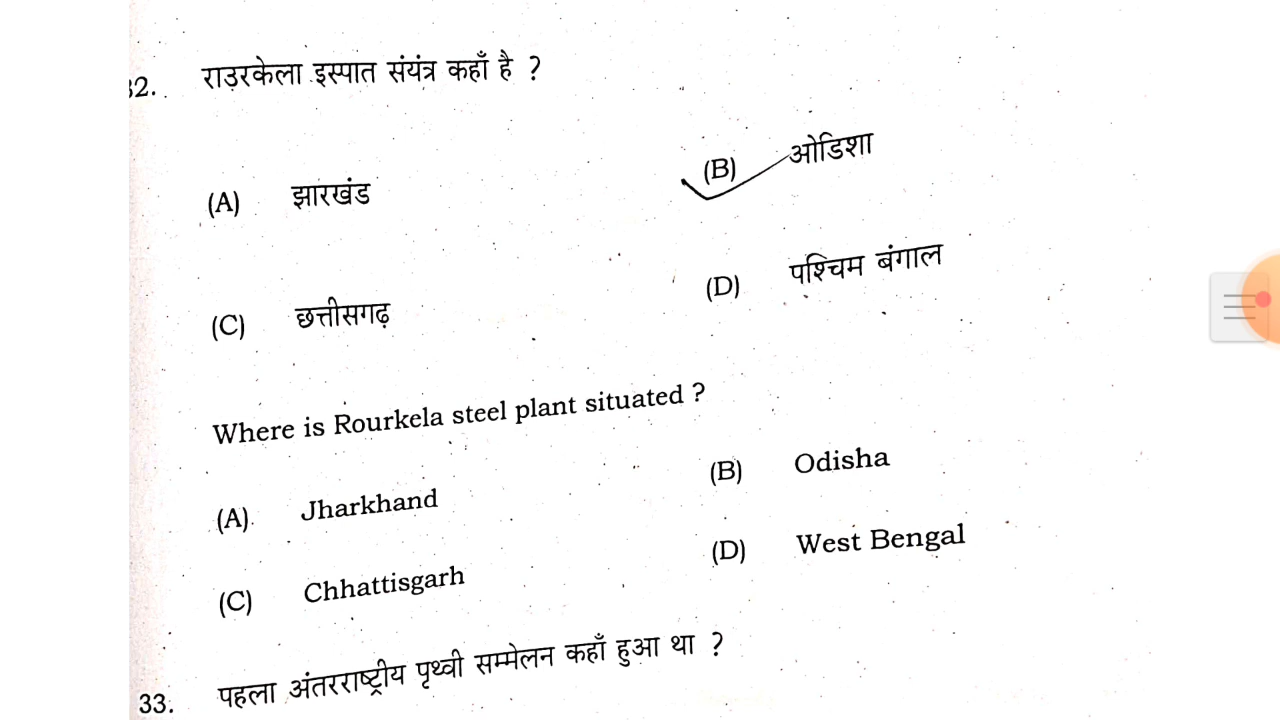 32. राउरकेला इस्पात संयंत्र कहाँ है ?
(A) झारखंड (B) ओडिशा
(C) छत्तीसगढ़ (D) पश्चिम बंगाल
Where is Rourkela steel plant situated ?
(A) Jharkhand (B) Odisha
(C) Chhattisgarh (D) West Bengal
33. पहला अंतरराष्ट्रीय पृथ्वी सम्मेलन कहाँ हुआ था ?